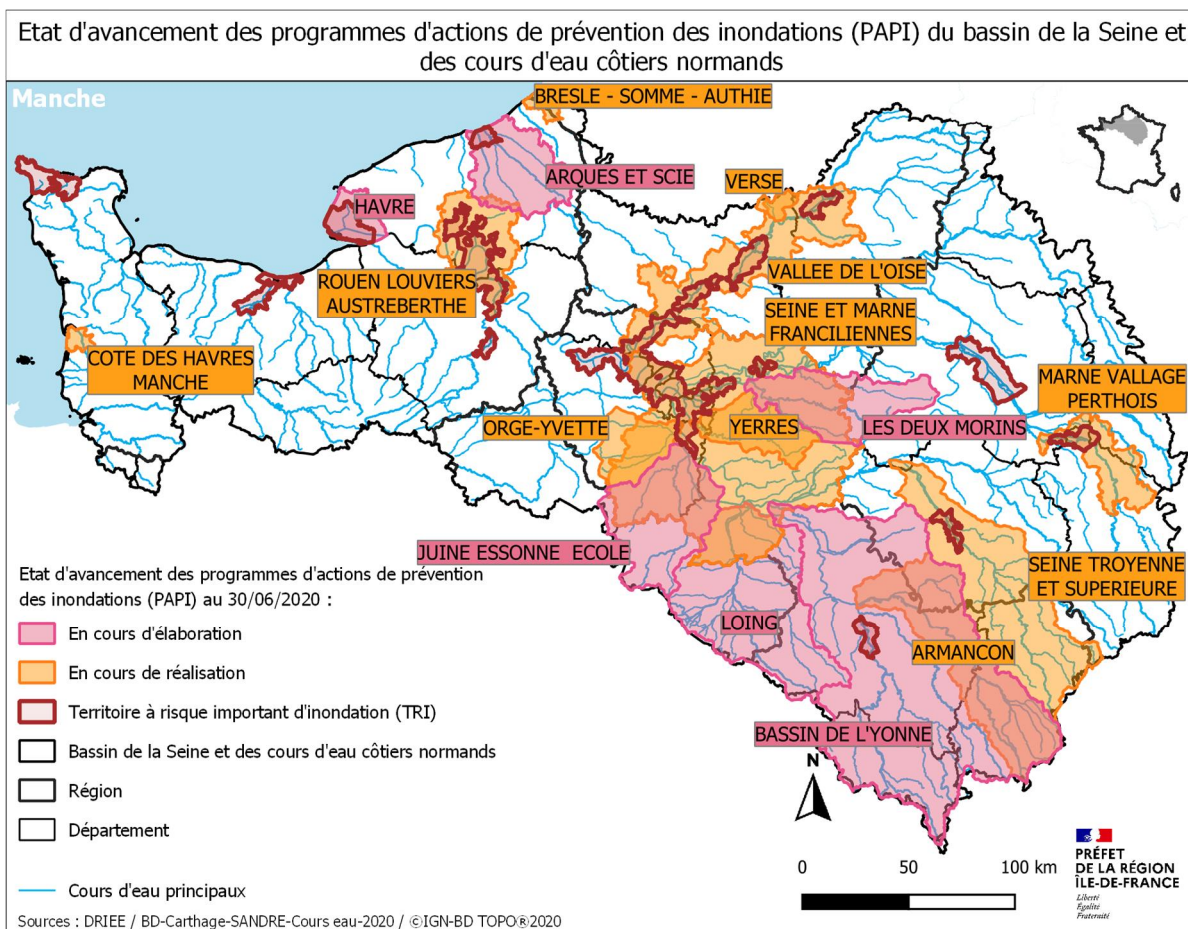 Etat d'avancement des programmes d'actions de prévention des inondations (PAPI) du bassin de la Seine et
des cours d'eau côtiers normands
Manche
BRESLE - SOMME - AUTHIE
ARQUES ET SCIE
VERSE
HAVRE
VALLEE DE L'OISE
ROUEN LOUVIERS
AUSTREBERTHE
SEINE ET MARNE
FRANCILIENNES
COTE DES HAVRES
MANCHE
MARNE VALLAGE
PERTHOIS
ORGE-YVETTE
YERRES
LES DEUX MORINS
JUINE ESSONNE ECOLE
SEINE TROYENNE
ET SUPERIEURE
LOING
ARMANCON
BASSIN DE L'YONNE
Etat d'avancement des programmes d'actions de prévention
des inondations (PAPI) au 30/06/2020 :
En cours d'élaboration
En cours de réalisation
Territoire à risque important d'inondation (TRI)
Bassin de la Seine et des cours d'eau côtiers normands
Région
Département
Cours d'eau principaux
N
0 50 100 km
PRÉFET
DE LA RÉGION
ÎLE-DE-FRANCE
Liberté
Égalité
Fraternité
Sources : DRIEE / BD-Carthage-SANDRE-Cours eau-2020 / ©IGN-BD TOPO®2020